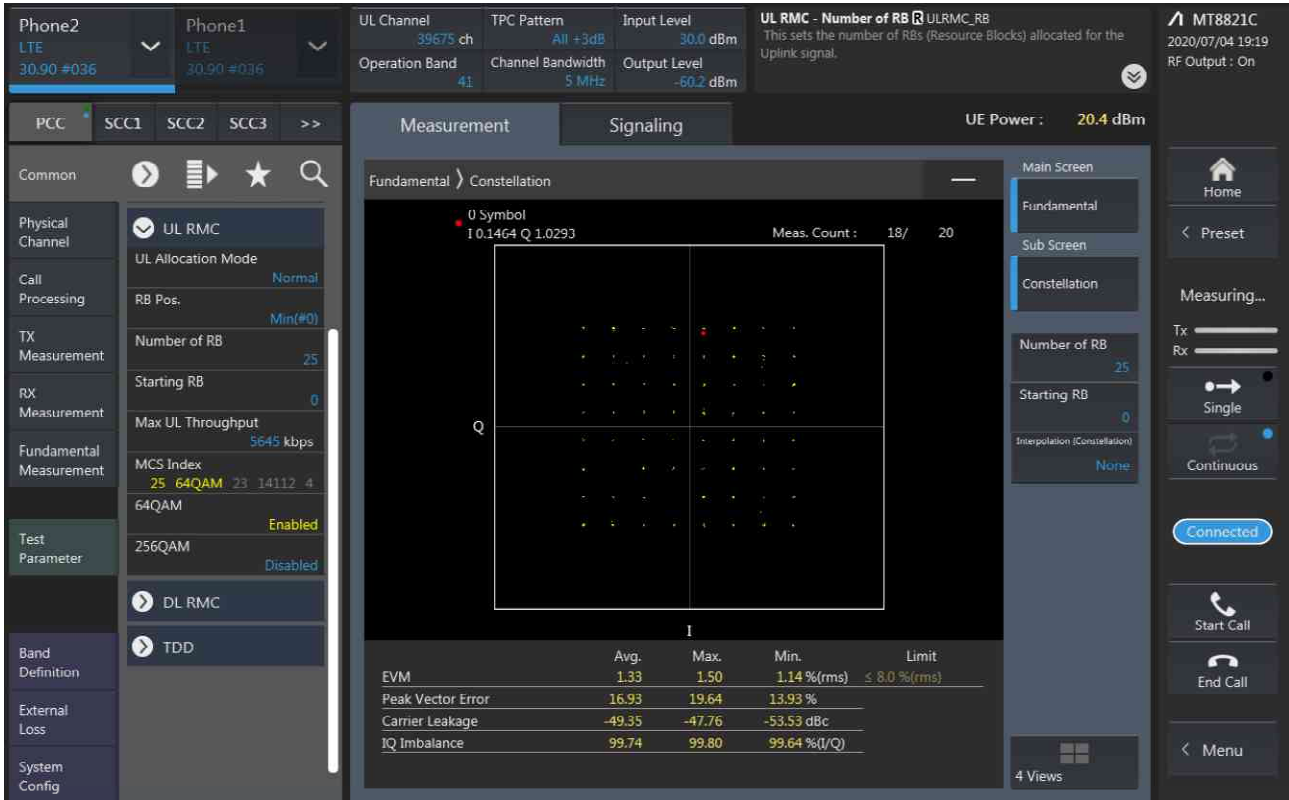 Phone2
LTE
30.90 #036
Phone1
LTE
30.90 #036
UL Channel
39675 ch
TPC Pattern
All +3dB
Input Level
30.0 dBm
Operation Band
41
Channel Bandwidth
5 MHz
Output Level
-60.2 dBm
UL RMC - Number of RB R ULRMC_RB
This sets the number of RBs (Resource Blocks) allocated for the
Uplink signal.
MT8821C
2020/07/04 19:19
RF Output : On
PCC SCC1 SCC2 SCC3 >>
Measurement
Signaling
UE Power : 20.4 dBm
Common
Physical
Channel
Call
Processing
TX
Measurement
RX
Measurement
Fundamental
Measurement
Test
Parameter
Band
Definition
External
Loss
System
Config
UL RMC
UL Allocation Mode
Normal
RB Pos.
Min(#0)
Number of RB
25
Starting RB
0
Max UL Throughput
5645 kbps
MCS Index
25 64QAM 23 14112 4
64QAM
Enabled
256QAM
Disabled
DL RMC
TDD
Fundamental ⟩ Constellation
0 Symbol
I 0.1464 Q 1.0293
Meas. Count : 18/ 20
Q
I
Avg. Max. Min. Limit
EVM 1.33 1.50 1.14 %(rms) ≤ 8.0 %(rms)
Peak Vector Error 16.93 19.64 13.93 %
Carrier Leakage -49.35 -47.76 -53.53 dBc
IQ Imbalance 99.74 99.80 99.64 %(I/Q)
Main Screen
Fundamental
Sub Screen
Constellation
Number of RB
25
Starting RB
0
Interpolation (Constellation)
None
4 Views
Home
< Preset
Measuring...
Tx
Rx
Single
Continuous
Connected
Start Call
End Call
< Menu